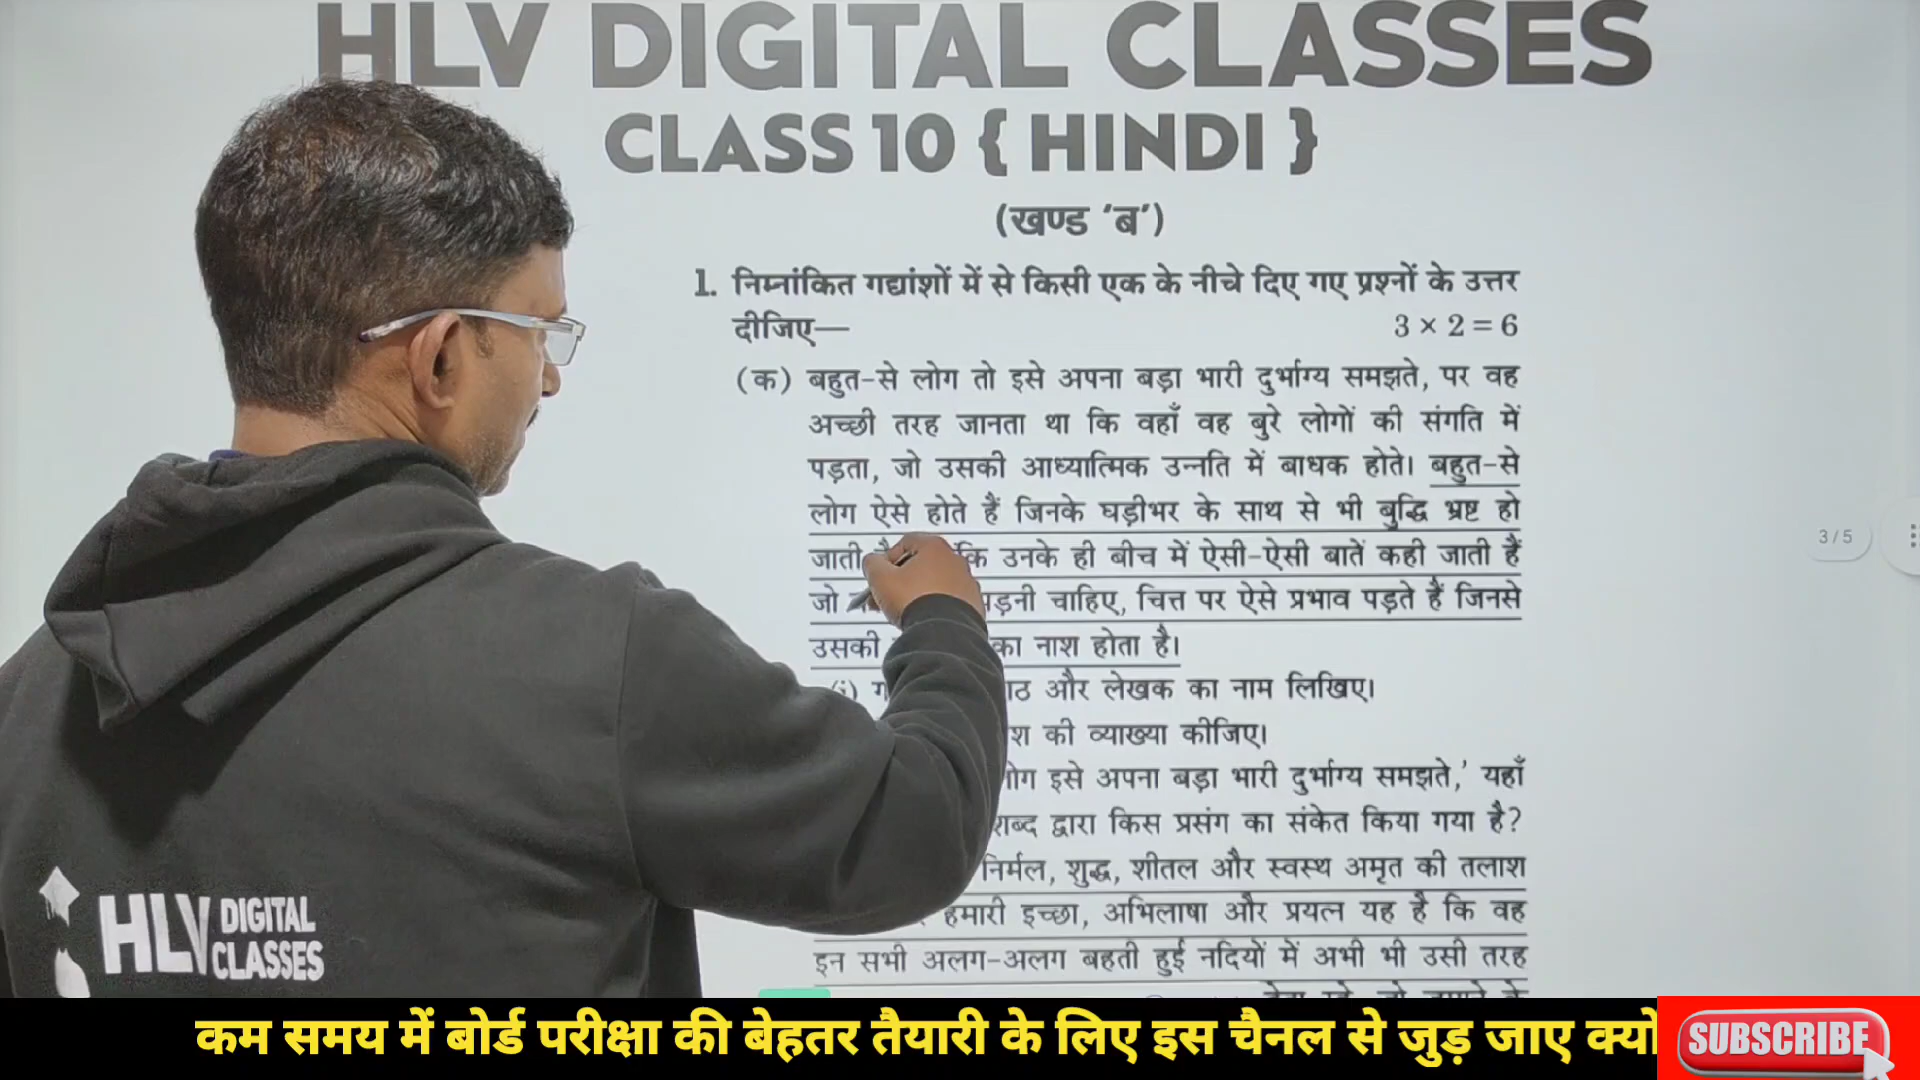 HLV DIGITAL CLASSES
CLASS 10 { HINDI }
(खण्ड 'ब')
1. निम्नांकित गद्यांशों में से किसी एक के नीचे दिए गए प्रश्नों के उत्तर
दीजिए— 3 × 2 = 6
(क) बहुत-से लोग तो इसे अपना बड़ा भारी दुर्भाग्य समझते, पर वह
अच्छी तरह जानता था कि वहाँ वह बुरे लोगों की संगति में
पड़ता, जो उसकी आध्यात्मिक उन्नति में बाधक होते। बहुत-से
लोग ऐसे होते हैं जिनके घड़ीभर के साथ से भी बुद्धि भ्रष्ट हो
जाती उनके ही बीच में ऐसी-ऐसी बातें कही जाती हैं
जो चाहिए, चित्त पर ऐसे प्रभाव पड़ते हैं जिनसे
उसकी का नाश होता है।
(i) और लेखक का नाम लिखिए।
की व्याख्या कीजिए।
इसे अपना बड़ा भारी दुर्भाग्य समझते,' यहाँ
शब्द द्वारा किस प्रसंग का संकेत किया गया है?
निर्मल, शुद्ध, शीतल और स्वस्थ अमृत की तलाश
हमारी इच्छा, अभिलाषा और प्रयत्न यह है कि वह
इन सभी अलग-अलग बहती हुई नदियों में अभी भी उसी तरह
3/5
HLV DIGITAL
CLASSES
कम समय में बोर्ड परीक्षा की बेहतर तैयारी के लिए इस चैनल से जुड़ जाए
SUBSCRIBE